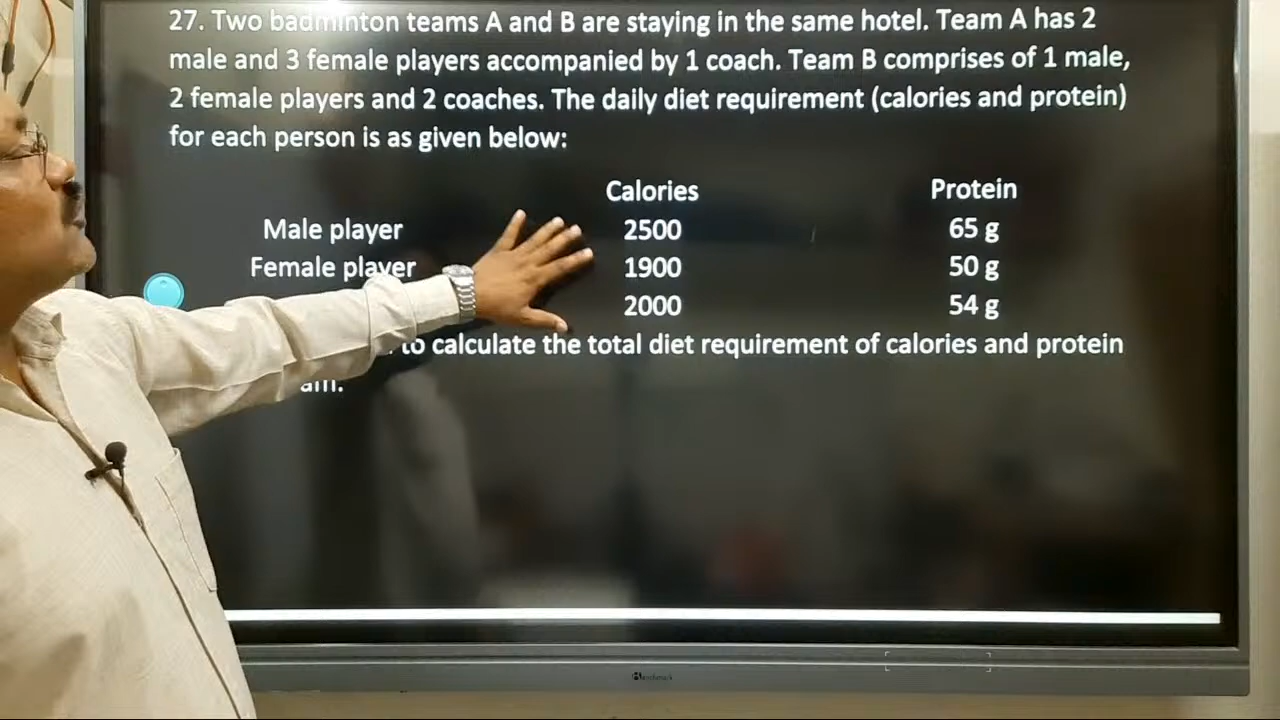 27. Two badminton teams A and B are staying in the same hotel. Team A has 2
male and 3 female players accompanied by 1 coach. Team B comprises of 1 male,
2 female players and 2 coaches. The daily diet requirement (calories and protein)
for each person is as given below:
Calories Protein
Male player 2500 65 g
Female player 1900 50 g
2000 54 g
to calculate the total diet requirement of calories and protein